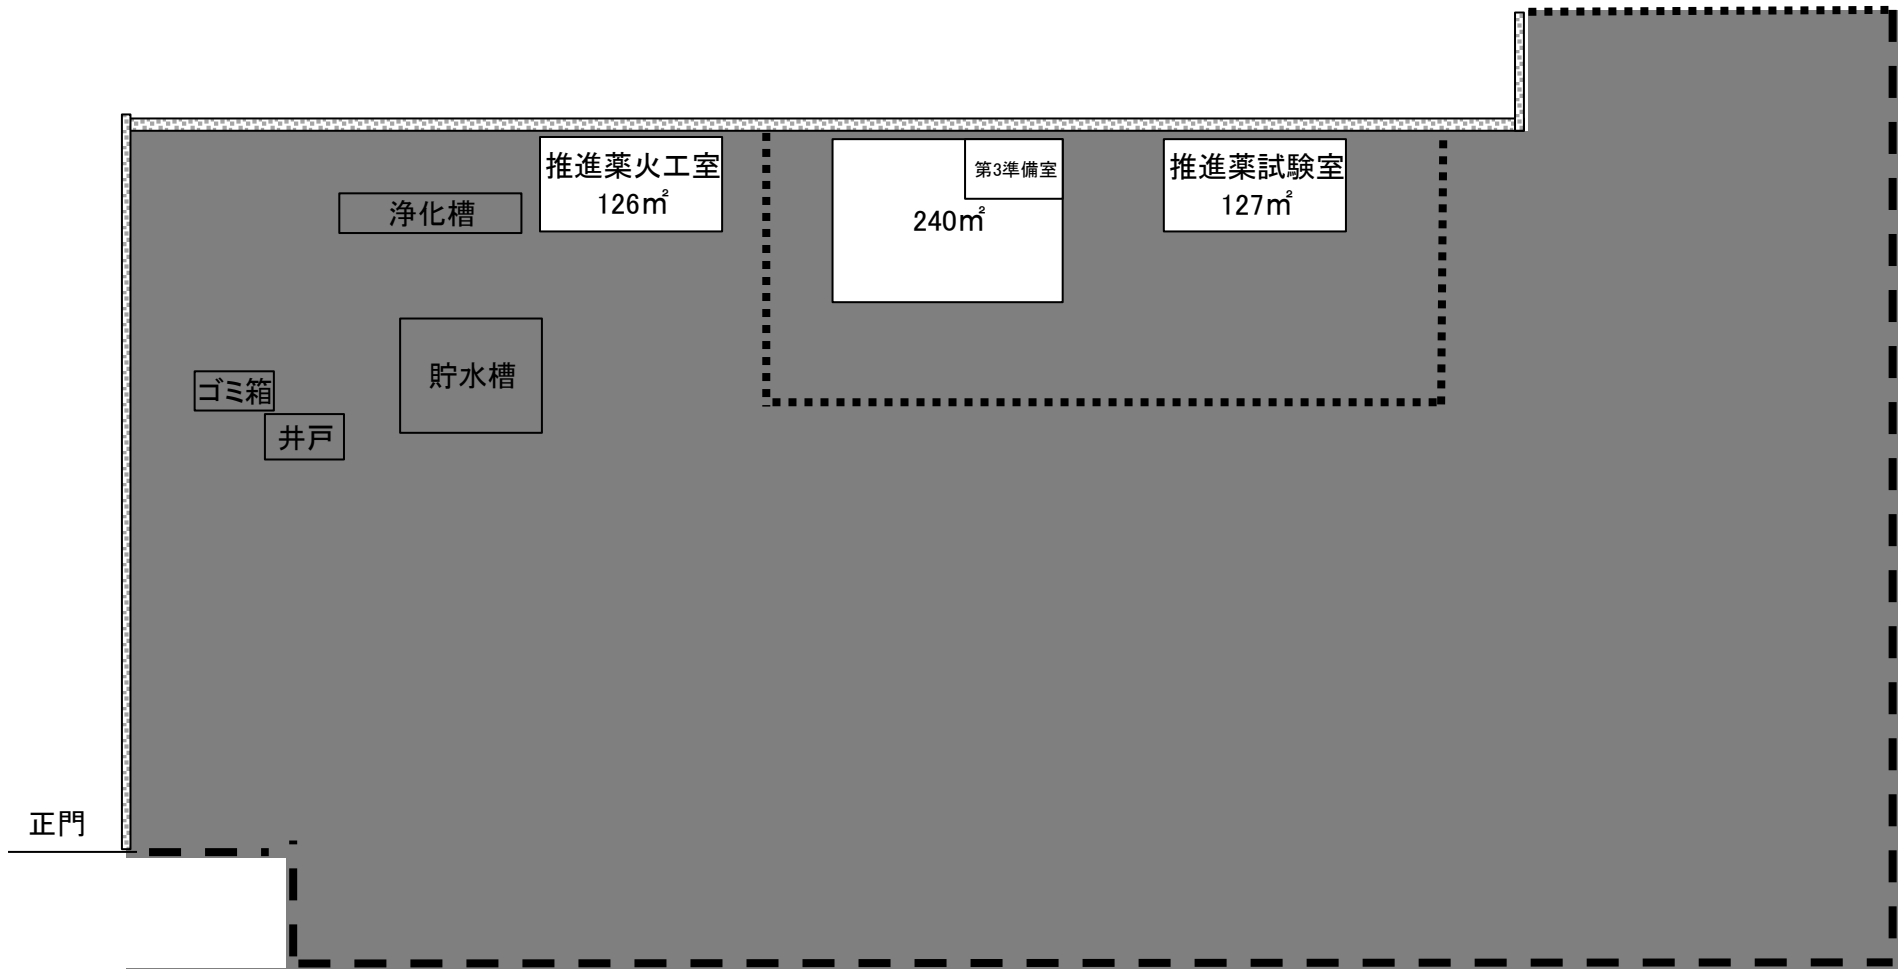 推進薬火工室
126㎡
第3準備室
240㎡
推進薬試験室
127㎡
浄化槽
貯水槽
ゴミ箱
井戸
正門